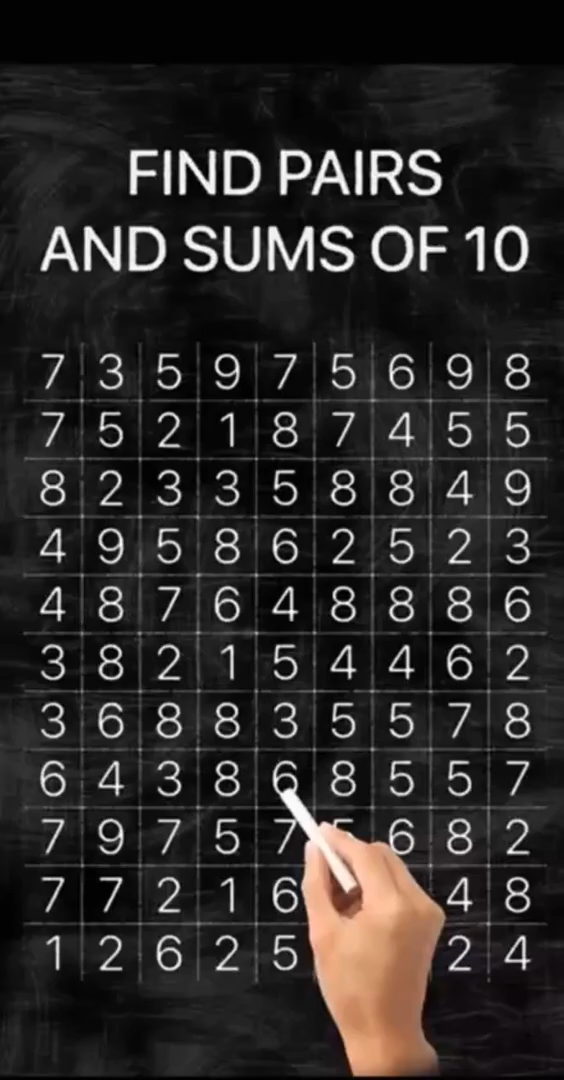 FIND PAIRS
AND SUMS OF 10
7 3 5 9 7 5 6 9 8
7 5 2 1 8 7 4 5 5
8 2 3 3 5 8 8 4 9
4 9 5 8 6 2 5 2 3
4 8 7 6 4 8 8 8 6
3 8 2 1 5 4 4 6 2
3 6 8 8 3 5 5 7 8
6 4 3 8 6 8 5 5 7
7 9 7 5 7 6 8 2
7 7 2 1 6 4 8
1 2 6 2 5 2 4